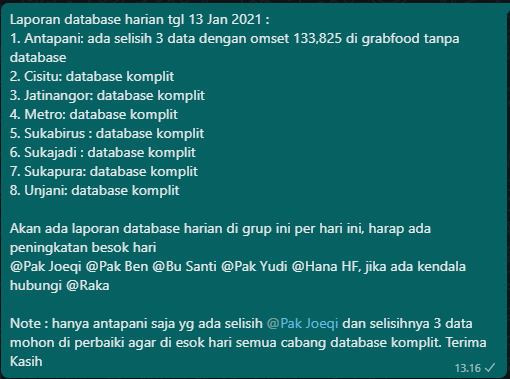 Laporan database harian tgl 13 Jan 2021 :
1. Antapani: ada selisih 3 data dengan omset 133,825 di grabfood tanpa
database
2. Cisitu: database komplit
3. Jatinangor: database komplit
4. Metro: database komplit
5. Sukabirus : database komplit
6. Sukajadi : database komplit
7. Sukapura: database komplit
8. Unjani: database komplit
Akan ada laporan database harian di grup ini per hari ini, harap ada
peningkatan besok hari
@Pak Joeqi @Pak Ben @Bu Santi @Pak Yudi @Hana HF, jika ada kendala
hubungi @Raka
Note : hanya antapani saja yg ada selisih @Pak Joeqi dan selisihnya 3 data
mohon di perbaiki agar di esok hari semua cabang database komplit. Terima
Kasih
13.16